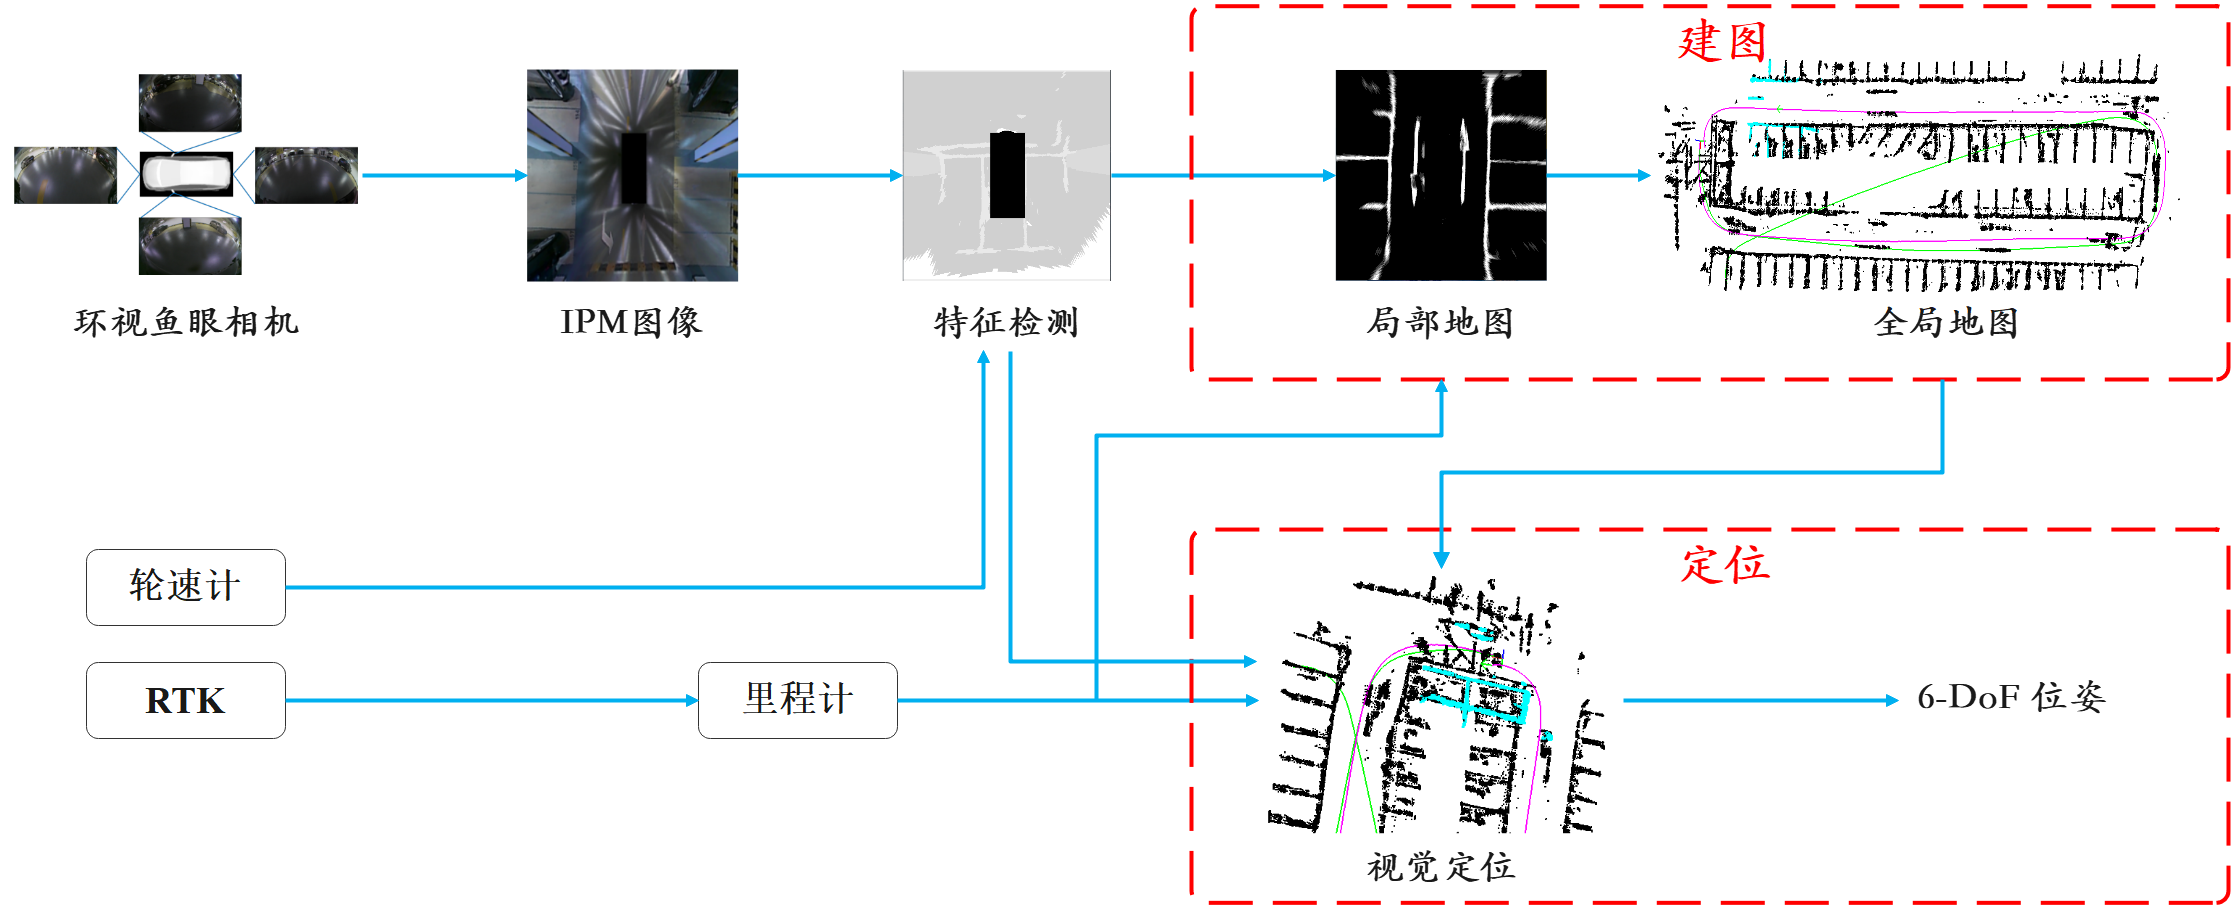 建图
环视鱼眼相机
IPM图像
特征检测
局部地图
全局地图
轮速计
定位
RTK
里程计
6-DoF 位姿
视觉定位